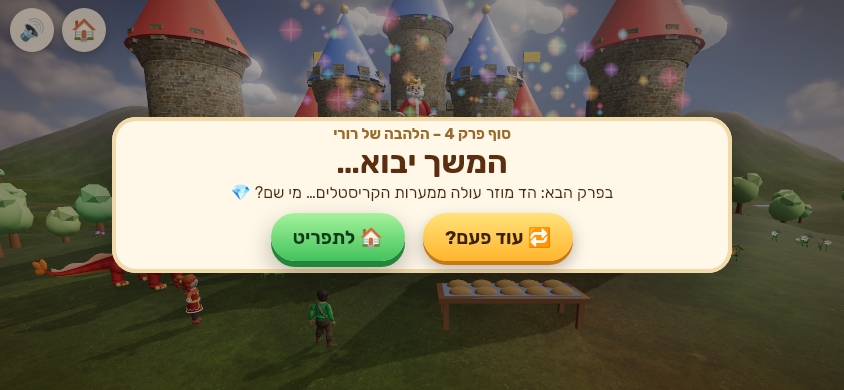 סוף פרק 4 – הלהבה של רורי
המשך יבוא...
בפרק הבא: הד מוזר עולה ממערות הקריסטלים... מי שם? 💎
🔁 עוד פעם?
🏠 לתפריט